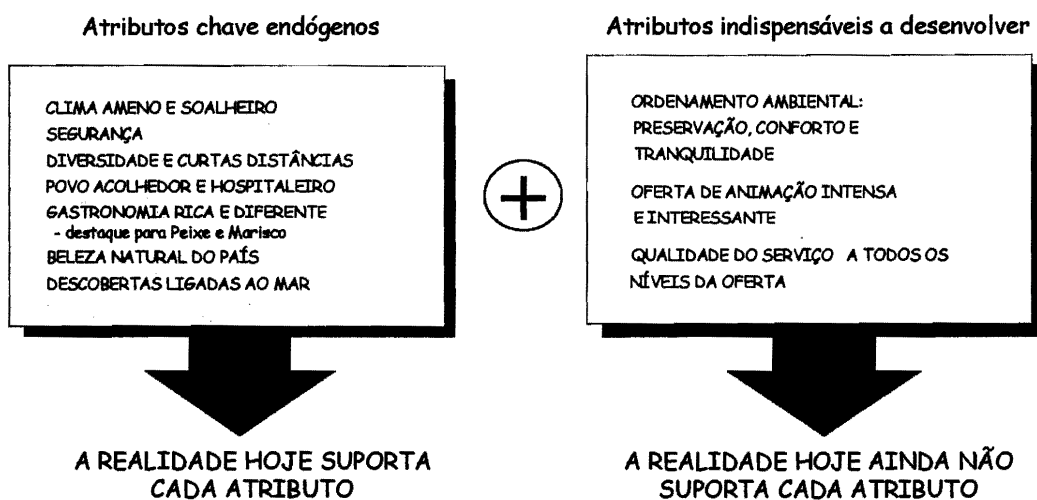 Atributos chave endógenos
CLIMA AMENO E SOALHEIRO
SEGURANÇA
DIVERSIDADE E CURTAS DISTÂNCIAS
POVO ACOLHEDOR E HOSPITALEIRO
GASTRONOMIA RICA E DIFERENTE
- destaque para Peixe e Marisco
BELEZA NATURAL DO PAÍS
DESCOBERTAS LIGADAS AO MAR
A REALIDADE HOJE SUPORTA
CADA ATRIBUTO
+
Atributos indispensáveis a desenvolver
ORDENAMENTO AMBIENTAL:
PRESERVAÇÃO, CONFORTO E
TRANQUILIDADE
OFERTA DE ANIMAÇÃO INTENSA
E INTERESSANTE
QUALIDADE DO SERVIÇO A TODOS OS
NÍVEIS DA OFERTA
A REALIDADE HOJE AINDA NÃO
SUPORTA CADA ATRIBUTO